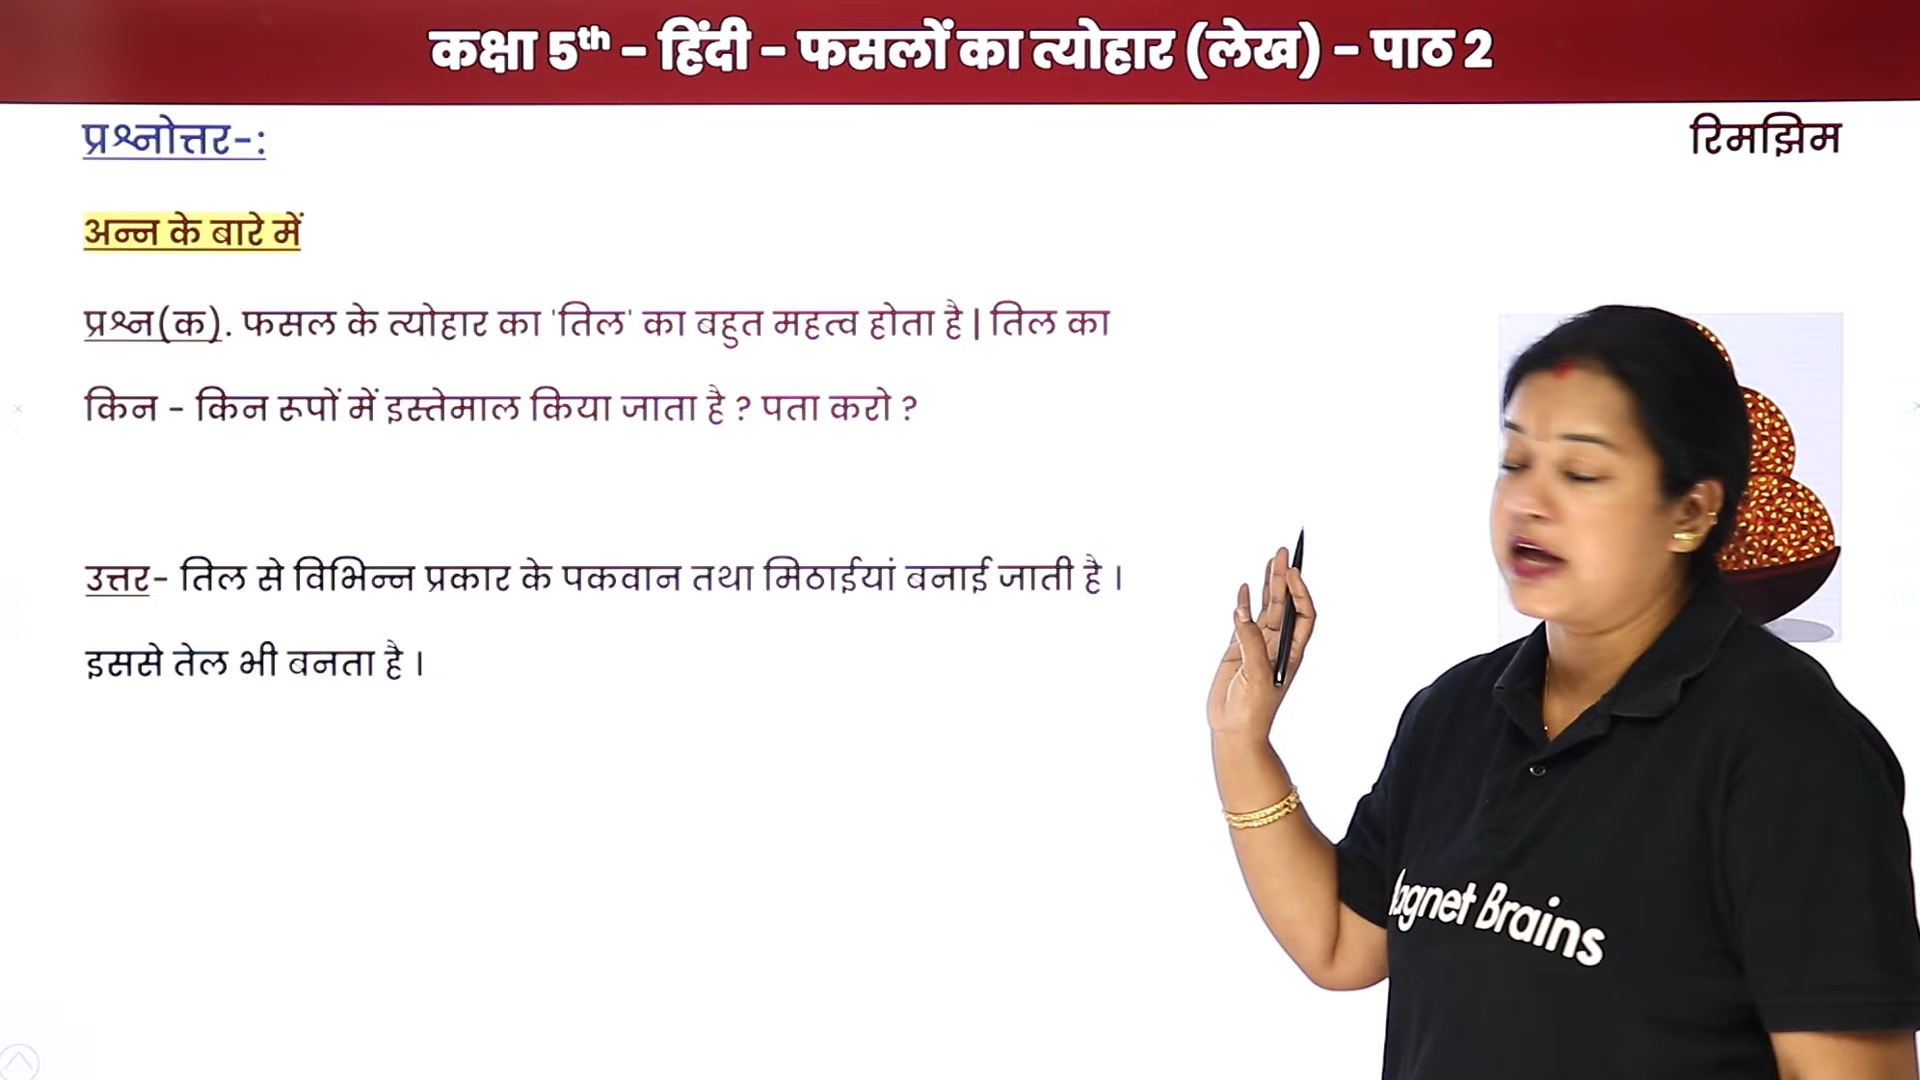 कक्षा 5th - हिंदी - फसलों का त्योहार (लेख) - पाठ 2
प्रश्नोत्तर-:
रिमझिम
अन्न के बारे में
प्रश्न(क). फसल के त्योहार का 'तिल' का बहुत महत्व होता है | तिल का
किन - किन रूपों में इस्तेमाल किया जाता है ? पता करो ?
उत्तर- तिल से विभिन्न प्रकार के पकवान तथा मिठाईयां बनाई जाती है ।
इससे तेल भी बनता है ।
agnet Brains